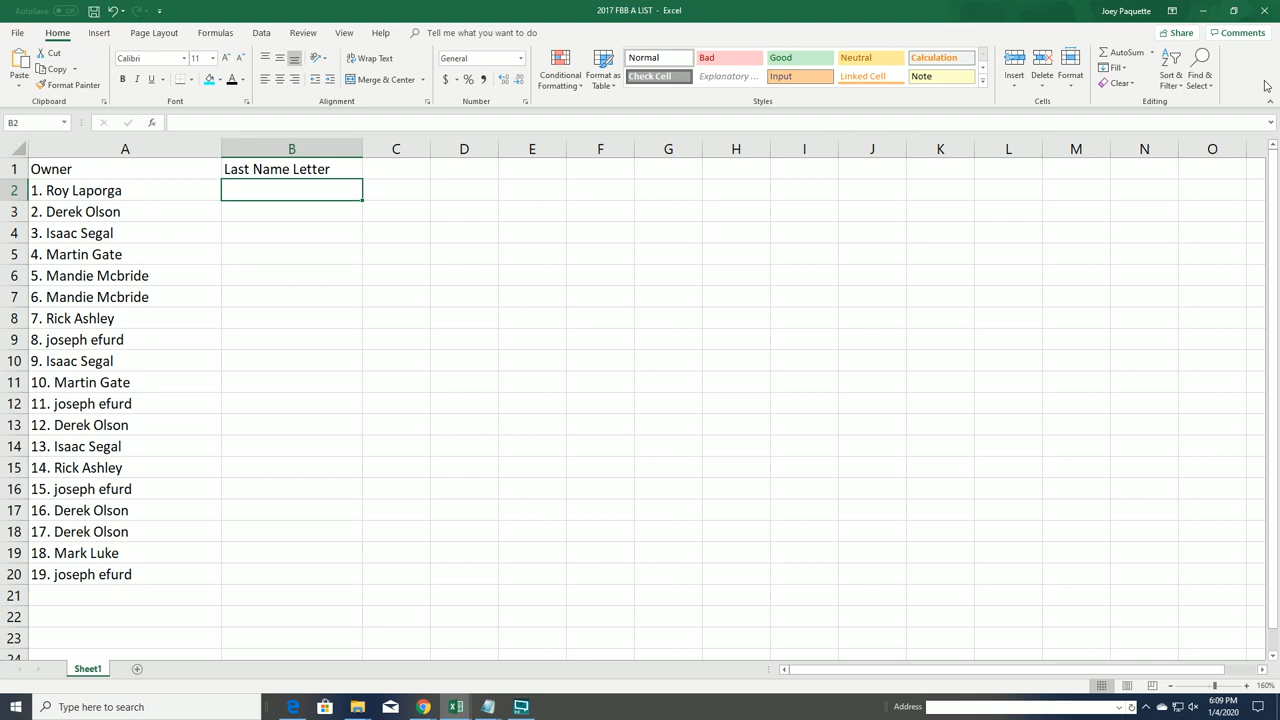 AutoSave Off 2017 FBB A LIST - Excel Joey Paquette
File Home Insert Page Layout Formulas Data Review View Help Tell me what you want to do Share Comments
Paste Cut Copy Format Painter Clipboard
Calibri 11 B I U A A A Font
Wrap Text Merge & Center Alignment
General $ % , Number
Conditional Formatting Format as Table
Normal Bad Good Neutral Calculation
Check Cell Explanatory ... Input Linked Cell Note
Styles
Insert Delete Format Cells
AutoSum Fill Clear Sort & Filter Find & Select Editing
B2 fx
A B C D E F G H I J K L M N O
1 Owner Last Name Letter
2 1. Roy Laporga
3 2. Derek Olson
4 3. Isaac Segal
5 4. Martin Gate
6 5. Mandie Mcbride
7 6. Mandie Mcbride
8 7. Rick Ashley
9 8. joseph efurd
10 9. Isaac Segal
11 10. Martin Gate
12 11. joseph efurd
13 12. Derek Olson
14 13. Isaac Segal
15 14. Rick Ashley
16 15. joseph efurd
17 16. Derek Olson
18 17. Derek Olson
19 18. Mark Luke
20 19. joseph efurd
21
22
23
24
Sheet1
160%
Type here to search Address 6:09 PM
1/4/2020